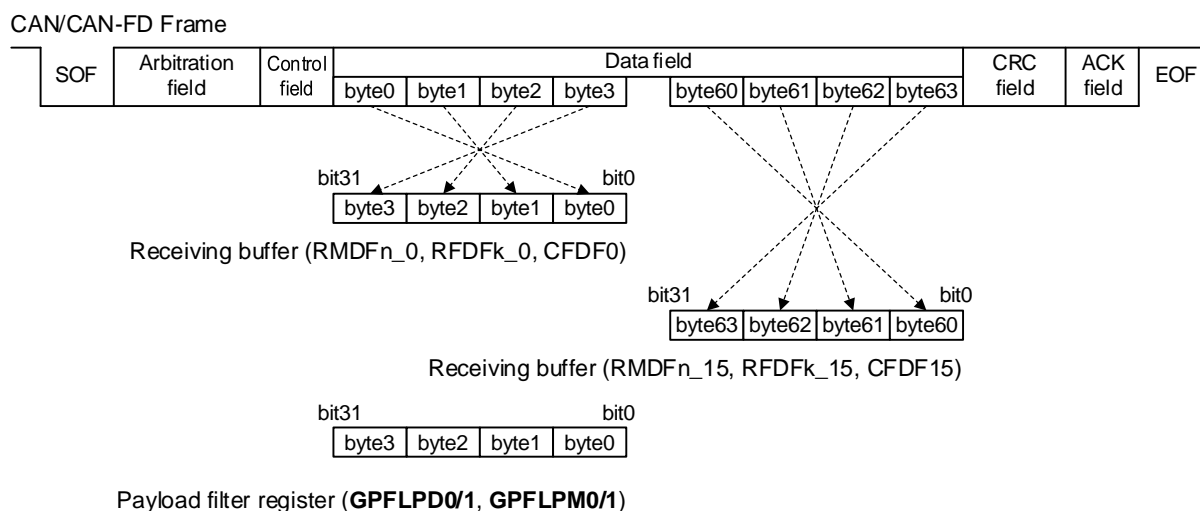 CAN/CAN-FD Frame
SOF Arbitration field Control field Data field CRC field ACK field EOF
byte0 byte1 byte2 byte3 byte60 byte61 byte62 byte63
bit31 bit0
byte3 byte2 byte1 byte0
Receiving buffer (RMDFn_0, RFDFk_0, CFDF0)
bit31 bit0
byte63 byte62 byte61 byte60
Receiving buffer (RMDFn_15, RFDFk_15, CFDF15)
bit31 bit0
byte3 byte2 byte1 byte0
Payload filter register (GPFLPD0/1, GPFLPM0/1)